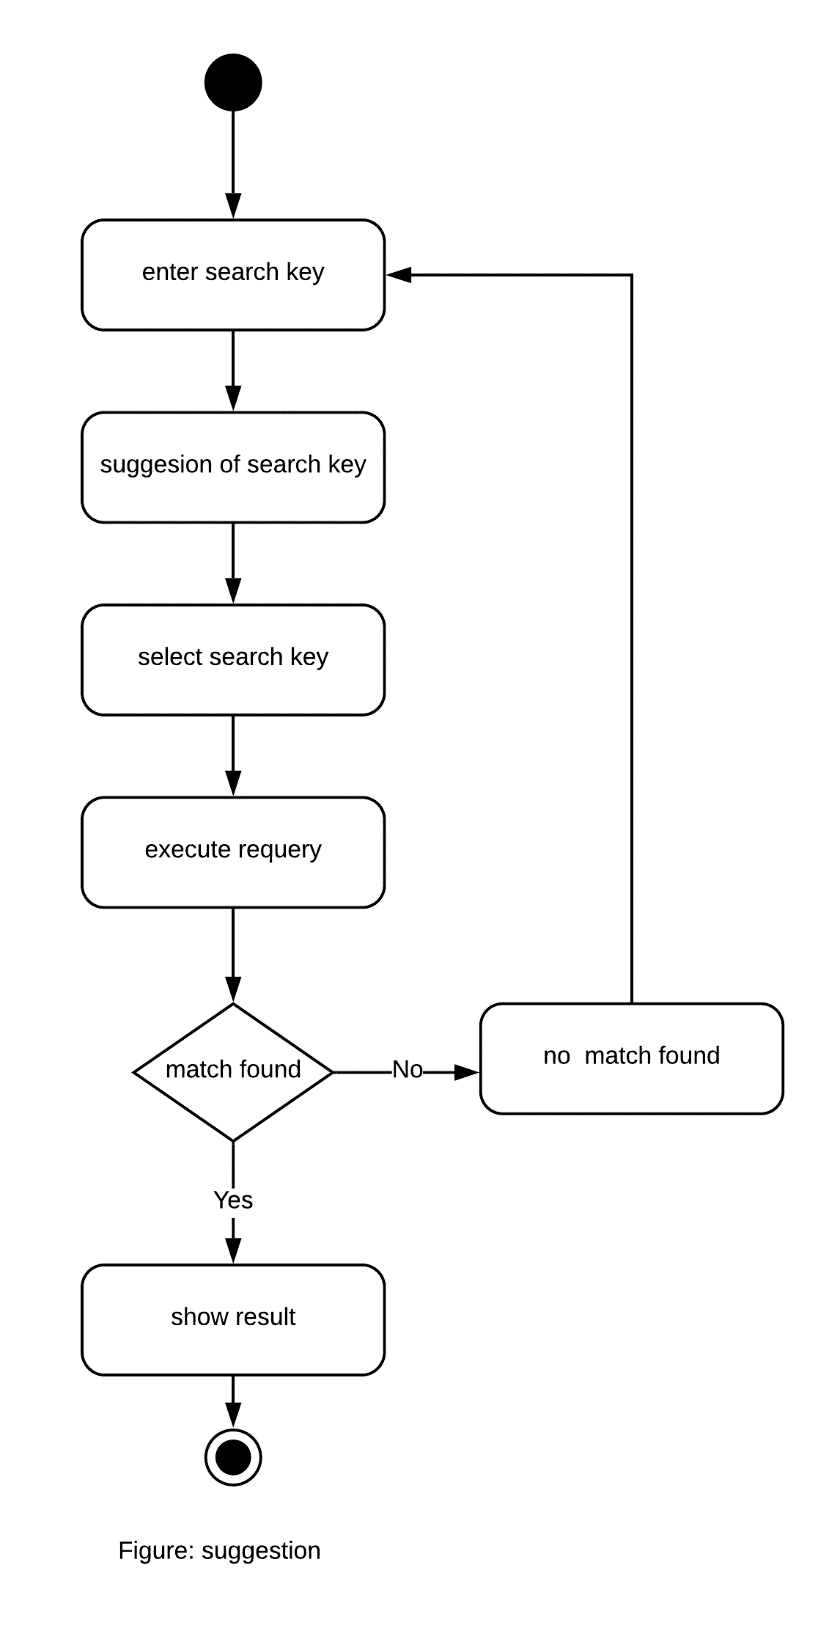 enter search key
suggesion of search key
select search key
execute requery
match found
No
no  match found
Yes
show result
Figure: suggestion